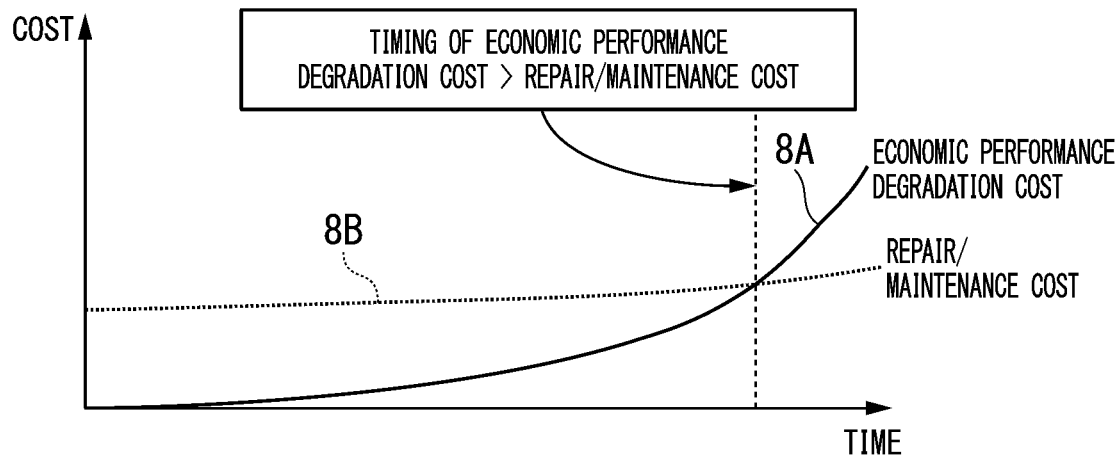 COST
TIMING OF ECONOMIC PERFORMANCE
DEGRADATION COST > REPAIR/MAINTENANCE COST
8A
ECONOMIC PERFORMANCE
DEGRADATION COST
8B
REPAIR/
MAINTENANCE COST
TIME